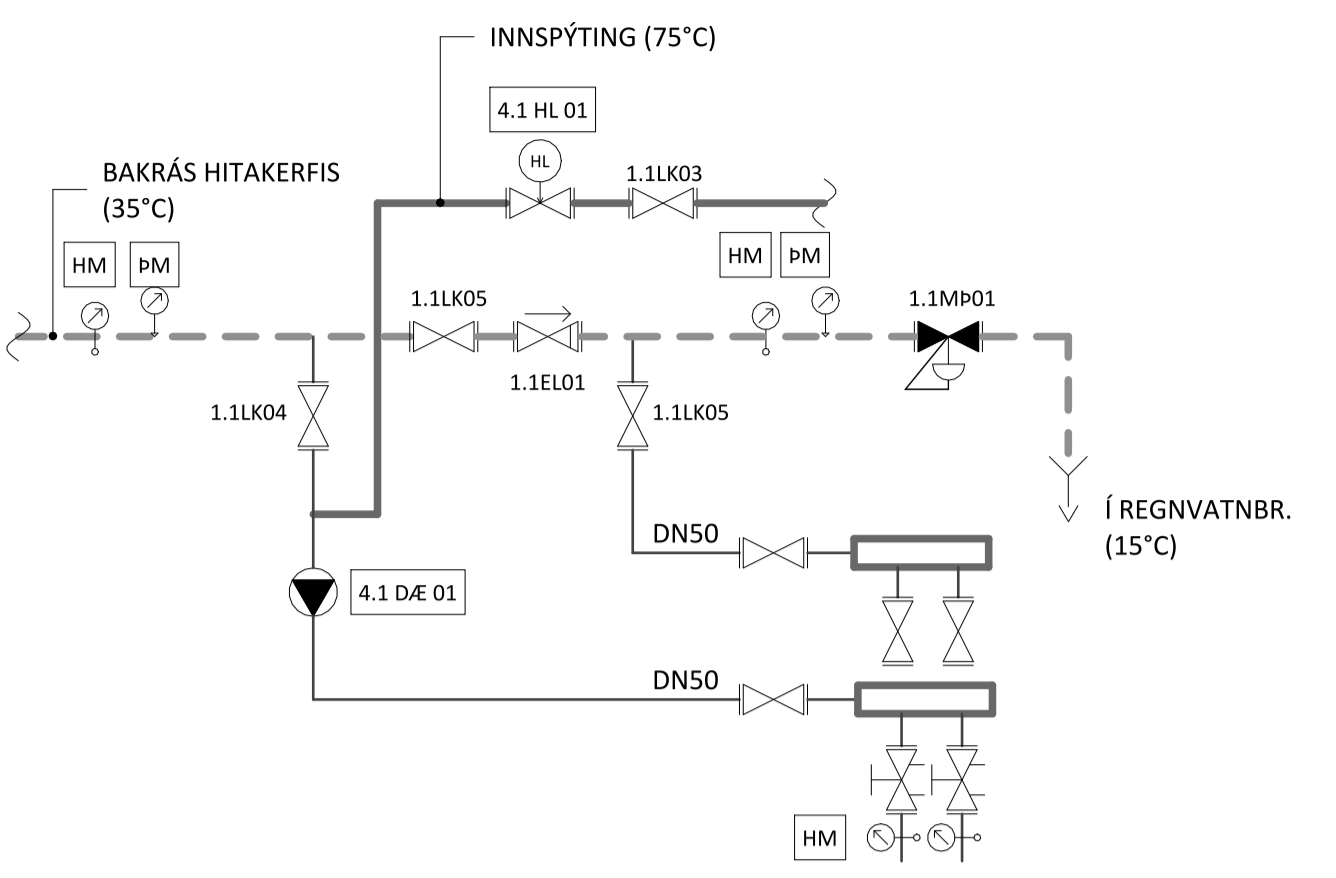 INNSPÝTING (75°C)
4.1 HL 01
HL
BAKRÁS HITAKERFIS
(35°C)
1.1LK03
HM
ÞM
HM
ÞM
1.1LK05
1.1MÞ01
1.1EL01
1.1LK04
1.1LK05
Í REGNVATNBR.
(15°C)
DN50
4.1 DÆ 01
DN50
HM